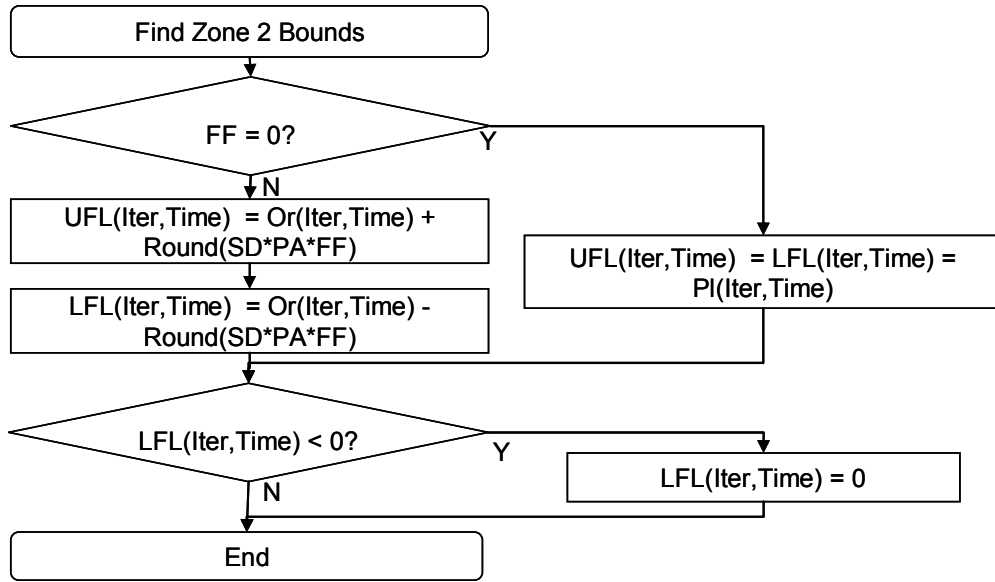 Find Zone 2 Bounds
FF = 0?
Y
N
UFL(Iter,Time) = Or(Iter,Time) +
Round(SD*PA*FF)
UFL(Iter,Time) = LFL(Iter,Time) =
Pl(Iter,Time)
LFL(Iter,Time) = Or(Iter,Time) -
Round(SD*PA*FF)
LFL(Iter,Time) < 0?
Y
N
LFL(Iter,Time) = 0
End